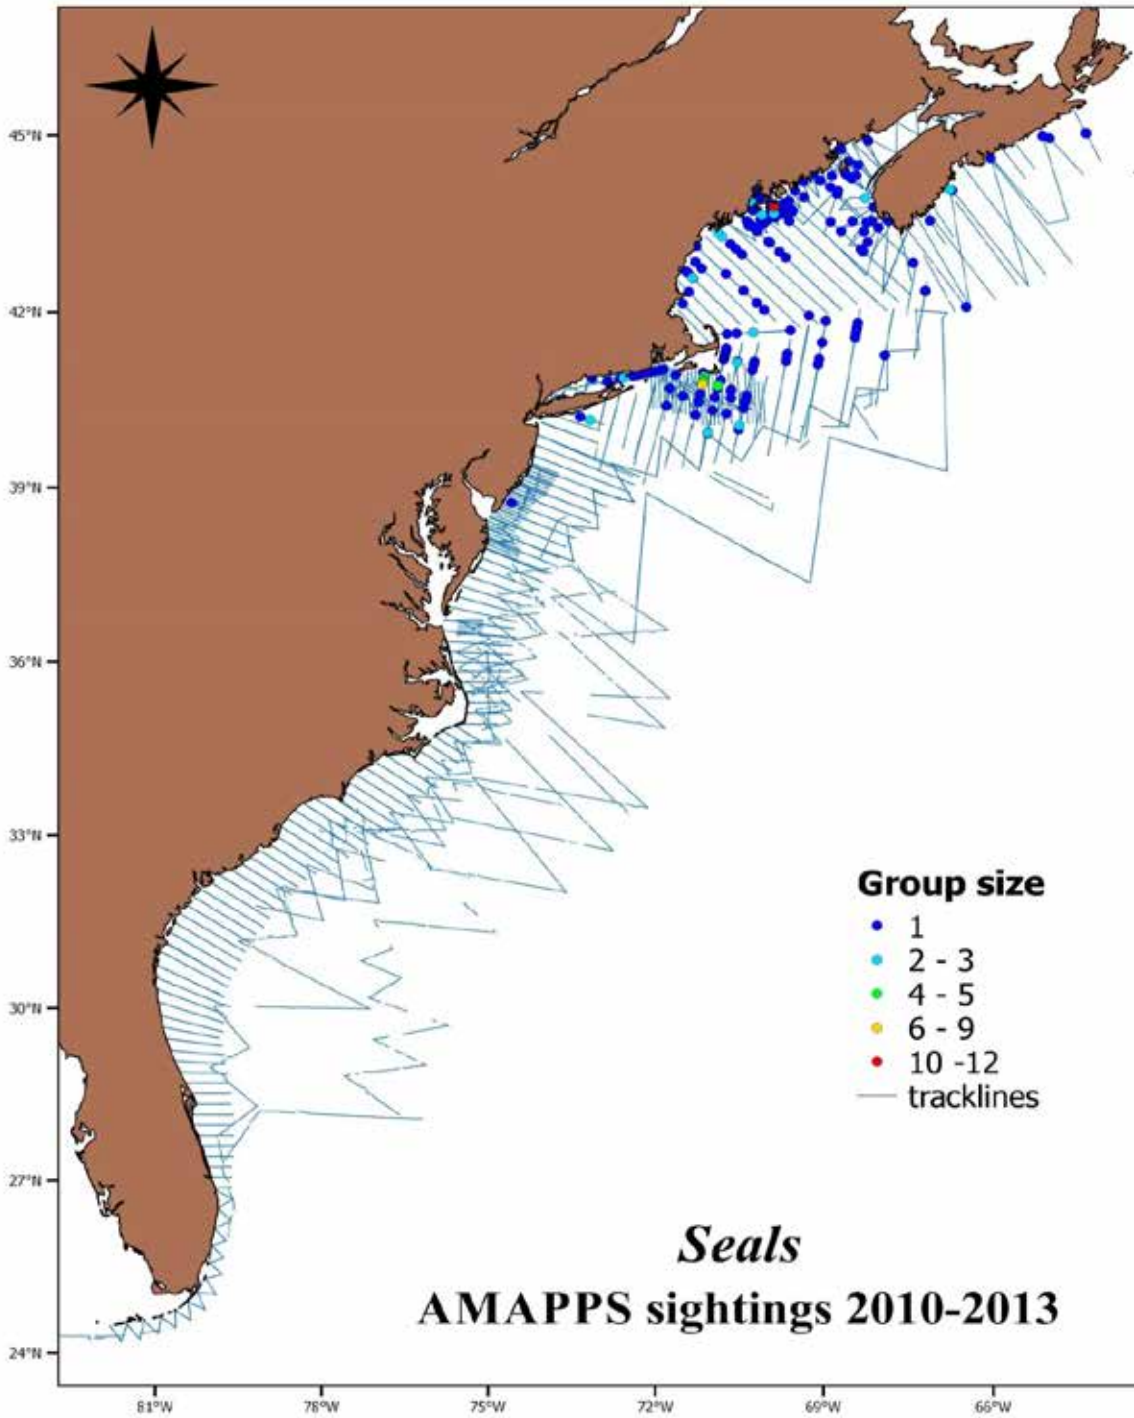 45°N
42°N
39°N
36°N
33°N
30°N
27°N
24°N
Group size
1
2 - 3
4 - 5
6 - 9
10 -12
tracklines
Seals
AMAPPS sightings 2010-2013
81°W
78°W
75°W
72°W
69°W
66°W